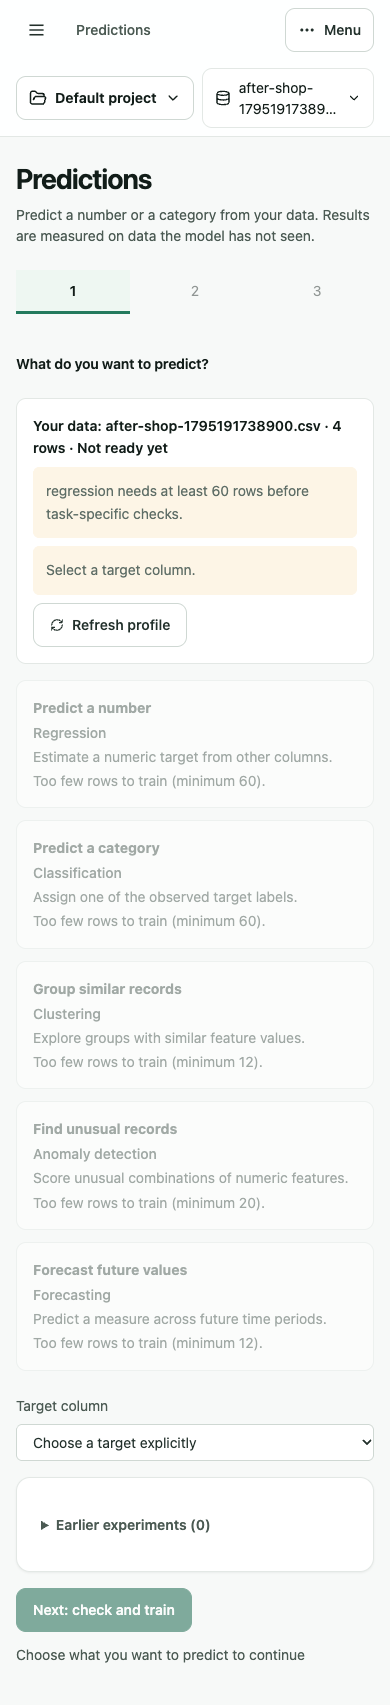 Predictions
Menu
Default project
after-shop-
17951917389...
Predictions
Predict a number or a category from your data. Results
are measured on data the model has not seen.
1
2
3
What do you want to predict?
Your data: after-shop-1795191738900.csv · 4
rows · Not ready yet
regression needs at least 60 rows before
task-specific checks.
Select a target column.
Refresh profile
Predict a number
Regression
Estimate a numeric target from other columns.
Too few rows to train (minimum 60).
Predict a category
Classification
Assign one of the observed target labels.
Too few rows to train (minimum 60).
Group similar records
Clustering
Explore groups with similar feature values.
Too few rows to train (minimum 12).
Find unusual records
Anomaly detection
Score unusual combinations of numeric features.
Too few rows to train (minimum 20).
Forecast future values
Forecasting
Predict a measure across future time periods.
Too few rows to train (minimum 12).
Target column
Choose a target explicitly
Earlier experiments (0)
Next: check and train
Choose what you want to predict to continue